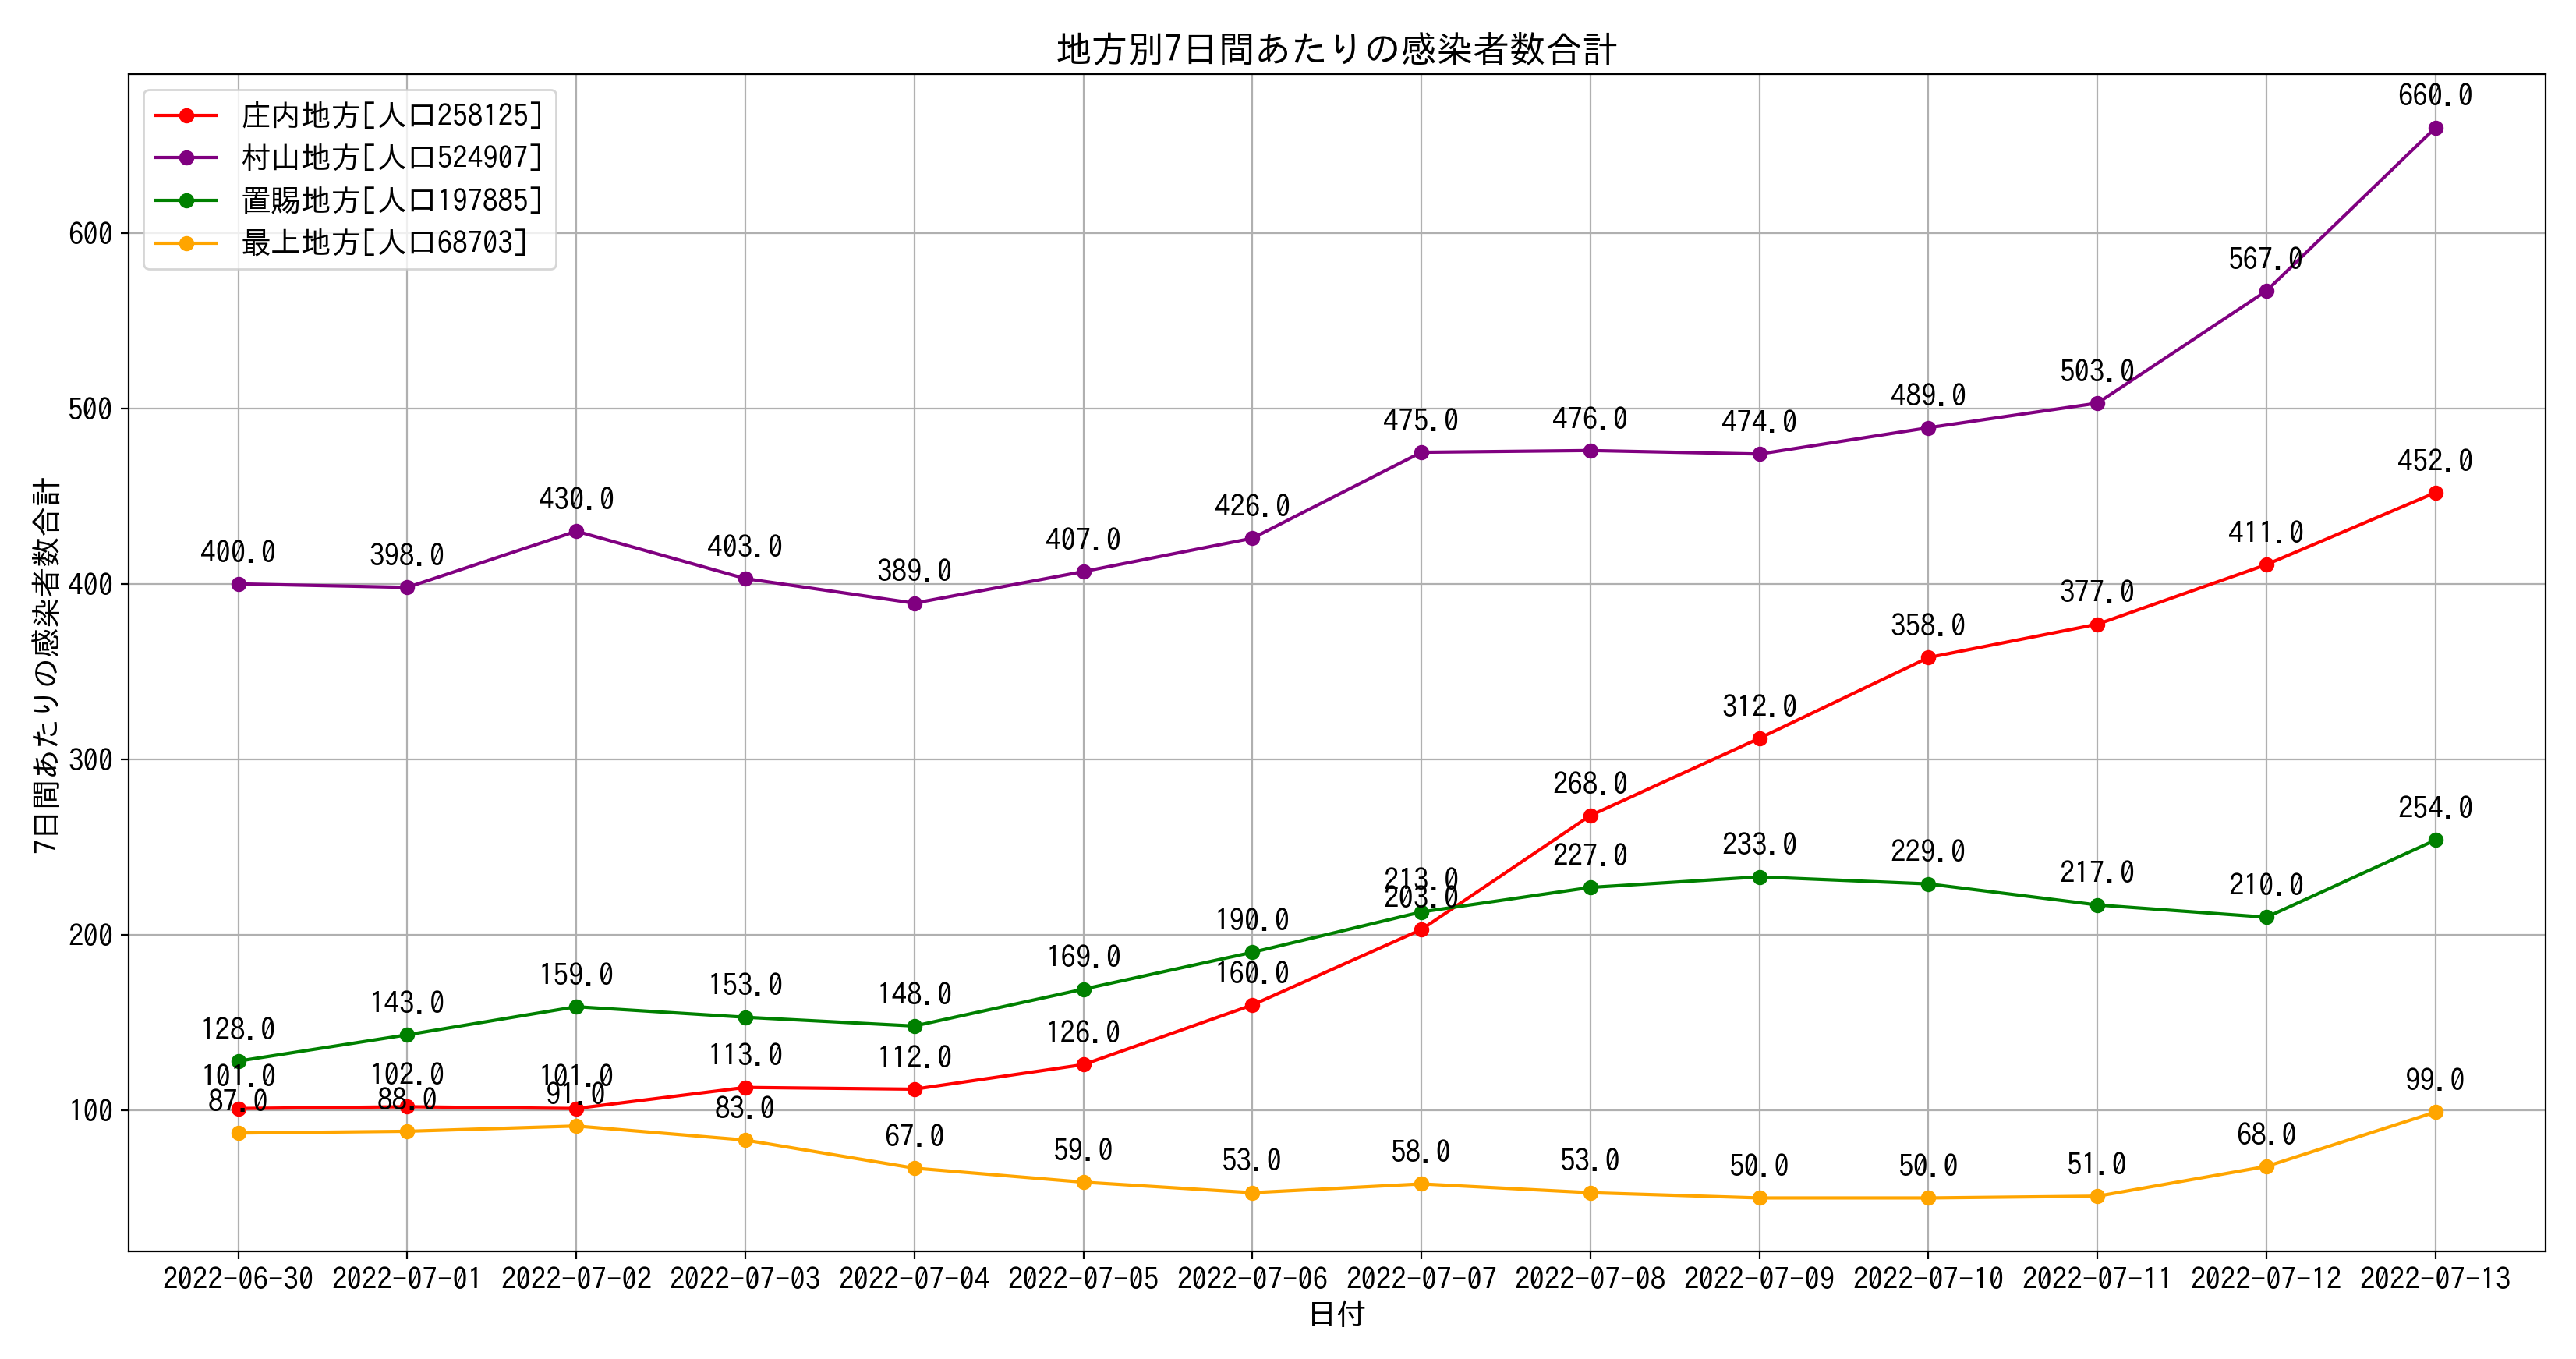 地方別7日間あたりの感染者数合計
庄内地方[人口258125]
村山地方[人口524907]
置賜地方[人口197885]
最上地方[人口68703]
7日間あたりの感染者数合計
600
500
400
300
200
100
400.0 398.0 430.0 403.0 389.0 407.0 426.0 475.0 476.0 474.0 489.0 503.0 567.0 660.0
101.0 102.0 101.0 113.0 112.0 126.0 160.0 203.0 268.0 312.0 358.0 377.0 411.0 452.0
128.0 143.0 159.0 153.0 148.0 169.0 190.0 213.0 227.0 233.0 229.0 217.0 210.0 254.0
87.0 88.0 91.0 83.0 67.0 59.0 53.0 58.0 53.0 50.0 50.0 51.0 68.0 99.0
2022-06-30 2022-07-01 2022-07-02 2022-07-03 2022-07-04 2022-07-05 2022-07-06 2022-07-07 2022-07-08 2022-07-09 2022-07-10 2022-07-11 2022-07-12 2022-07-13
日付